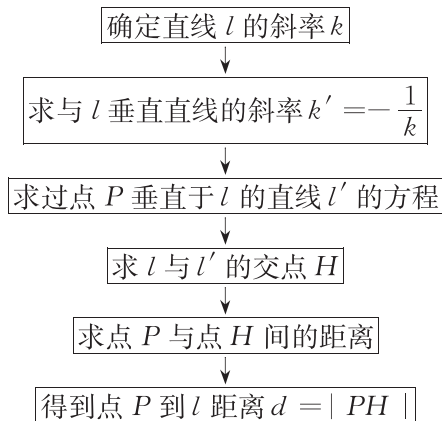 确定直线 l 的斜率 k
求与 l 垂直直线的斜率 k′ =− 1/k
求过点 P 垂直于 l 的直线 l′ 的方程
求 l 与 l′ 的交点 H
求点 P 与点 H 间的距离
得到点 P 到 l 距离 d =| PH |